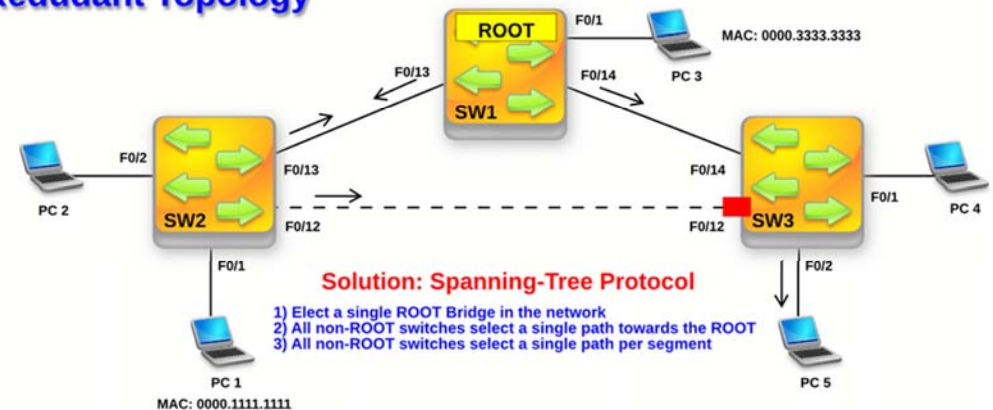 Redudant Topology
ROOT
F0/1
MAC: 0000.3333.3333
PC 3
F0/13
F0/14
SW1
F0/2
F0/13
F0/14
PC 2
SW2
F0/12
F0/12
SW3
F0/1
PC 4
F0/1
F0/2
Solution: Spanning-Tree Protocol
1) Elect a single ROOT Bridge in the network
2) All non-ROOT switches select a single path towards the ROOT
3) All non-ROOT switches select a single path per segment
PC 1
PC 5
MAC: 0000.1111.1111